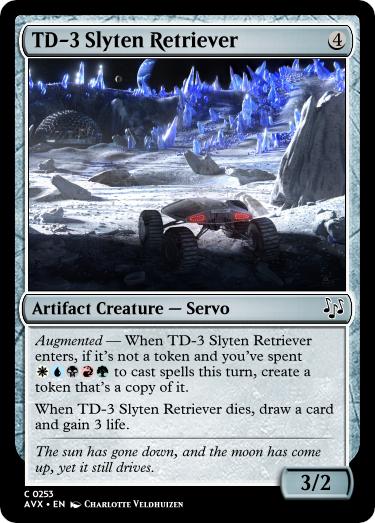 TD-3 Slyten Retriever 4
Artifact Creature — Servo
Augmented — When TD-3 Slyten Retriever
enters, if it's not a token and you've spent
to cast spells this turn, create a
token that's a copy of it.
When TD-3 Slyten Retriever dies, draw a card
and gain 3 life.
The sun has gone down, and the moon has come
up, yet it still drives.
3/2
C 0253
AVX • EN Charlotte Veldhuizen